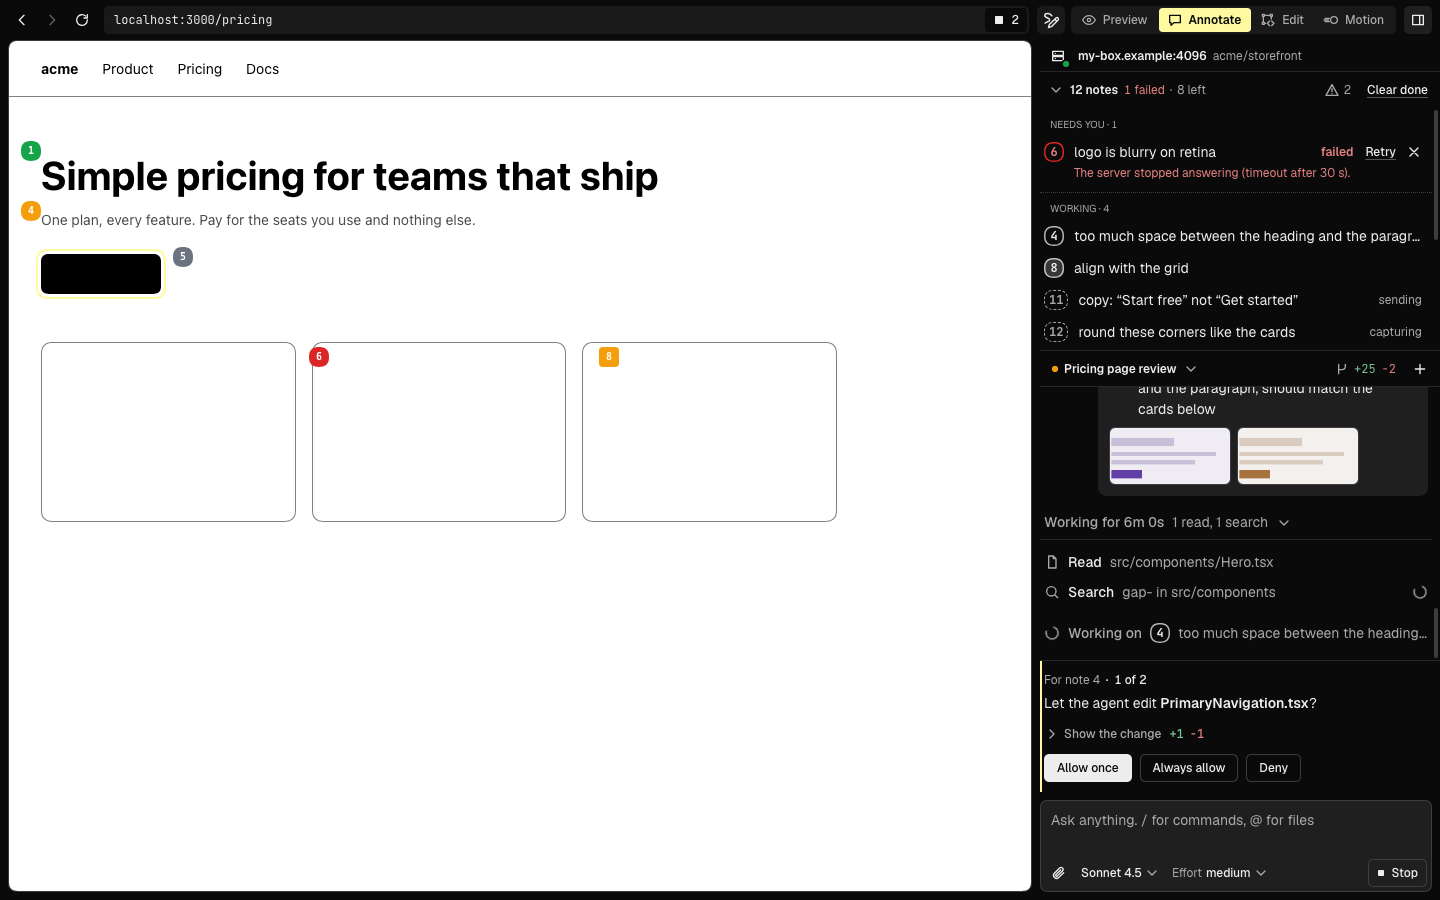 localhost:3000/pricing
2
Preview
Annotate
Edit
Motion
acme
Product
Pricing
Docs
1
Simple pricing for teams that ship
4
One plan, every feature. Pay for the seats you use and nothing else.
5
6
8
my-box.example:4096 acme/storefront
12 notes 1 failed · 8 left
2
Clear done
NEEDS YOU · 1
6 logo is blurry on retina failed Retry
The server stopped answering (timeout after 30 s).
WORKING · 4
4 too much space between the heading and the paragr…
8 align with the grid
11 copy: “Start free” not “Get started” sending
12 round these corners like the cards capturing
Pricing page review +25 -2
and the paragraph, should match the
cards below
Working for 6m 0s 1 read, 1 search
Read src/components/Hero.tsx
Search gap- in src/components
Working on 4 too much space between the heading…
For note 4 · 1 of 2
Let the agent edit PrimaryNavigation.tsx?
Show the change +1 -1
Allow once
Always allow
Deny
Ask anything. / for commands, @ for files
Sonnet 4.5
Effort medium
Stop